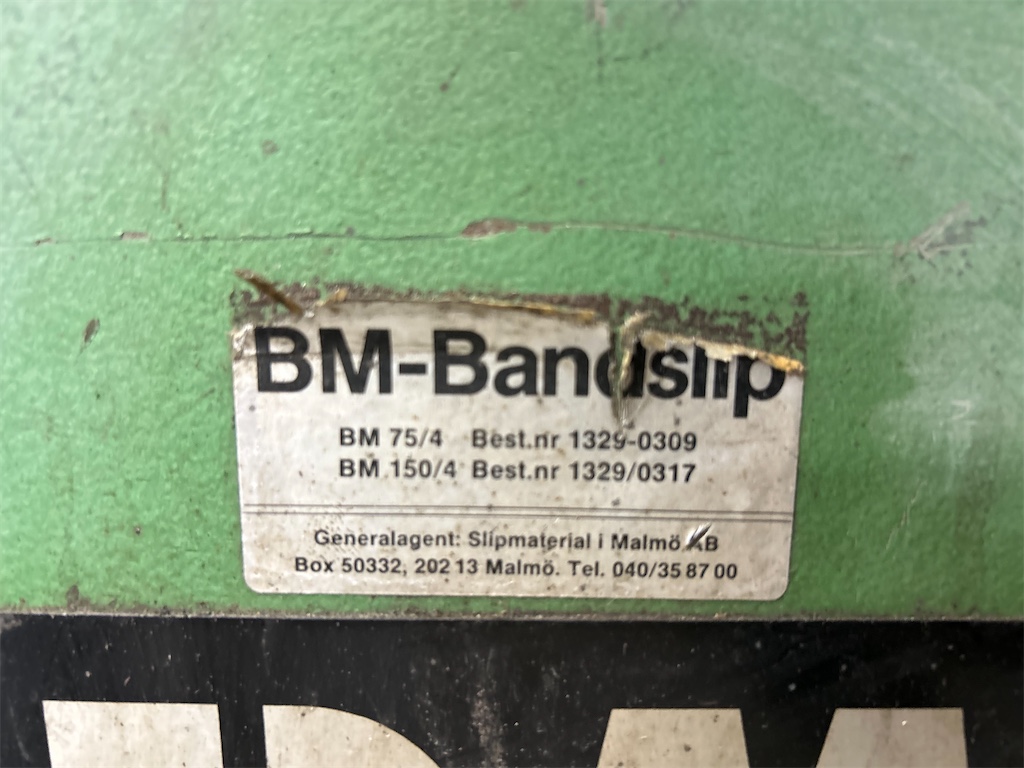 BM-Bandslip
BM 75/4 Best.nr 1329-0309
BM 150/4 Best.nr 1329/0317
Generalagent: Slipmaterial i Malmö AB
Box 50332, 202 13 Malmö. Tel. 040/35 87 00